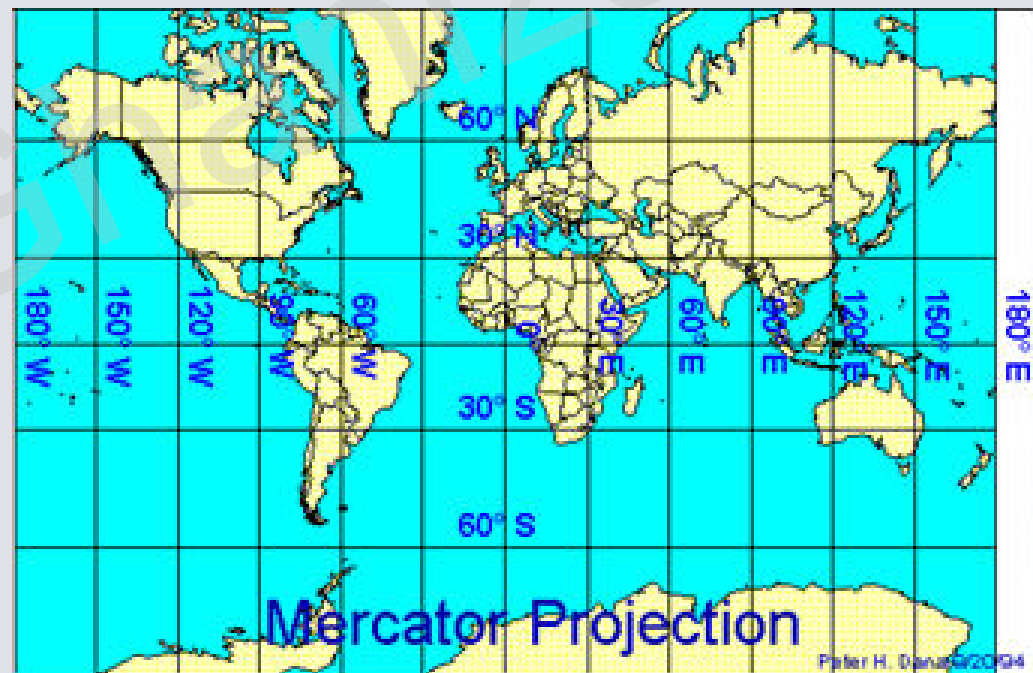 60° N
30° N
180° W
150° W
120° W
90° W
60° W
0°
30° E
60° E
90° E
120° E
150° E
180° E
30° S
60° S
Mercator Projection
Peter H. Dana 9/20/94